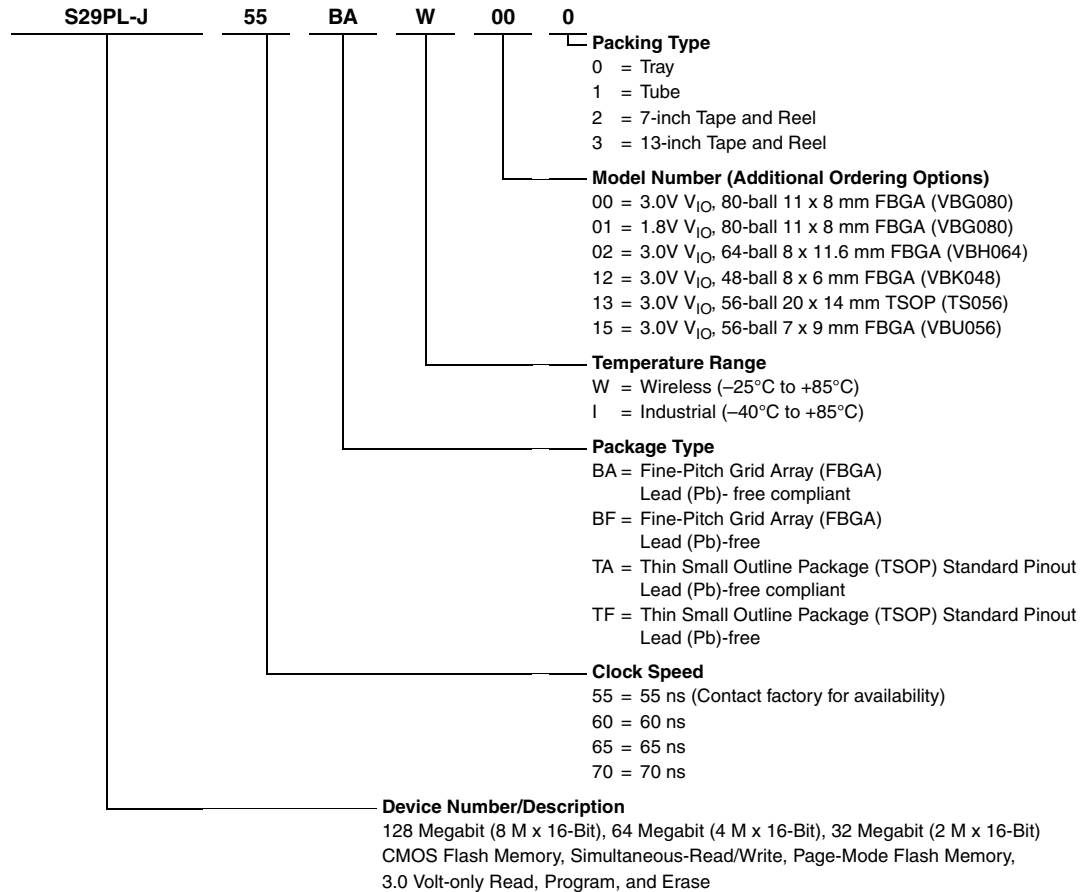 S29PL-J 55 BA W 00 0
Packing Type
0 = Tray
1 = Tube
2 = 7-inch Tape and Reel
3 = 13-inch Tape and Reel
Model Number (Additional Ordering Options)
00 = 3.0V VIO, 80-ball 11 x 8 mm FBGA (VBG080)
01 = 1.8V VIO, 80-ball 11 x 8 mm FBGA (VBG080)
02 = 3.0V VIO, 64-ball 8 x 11.6 mm FBGA (VBH064)
12 = 3.0V VIO, 48-ball 8 x 6 mm FBGA (VBK048)
13 = 3.0V VIO, 56-ball 20 x 14 mm TSOP (TS056)
15 = 3.0V VIO, 56-ball 7 x 9 mm FBGA (VBU056)
Temperature Range
W = Wireless (–25°C to +85°C)
I = Industrial (–40°C to +85°C)
Package Type
BA = Fine-Pitch Grid Array (FBGA)
Lead (Pb)- free compliant
BF = Fine-Pitch Grid Array (FBGA)
Lead (Pb)-free
TA = Thin Small Outline Package (TSOP) Standard Pinout
Lead (Pb)-free compliant
TF = Thin Small Outline Package (TSOP) Standard Pinout
Lead (Pb)-free
Clock Speed
55 = 55 ns (Contact factory for availability)
60 = 60 ns
65 = 65 ns
70 = 70 ns
Device Number/Description
128 Megabit (8 M x 16-Bit), 64 Megabit (4 M x 16-Bit), 32 Megabit (2 M x 16-Bit)
CMOS Flash Memory, Simultaneous-Read/Write, Page-Mode Flash Memory,
3.0 Volt-only Read, Program, and Erase